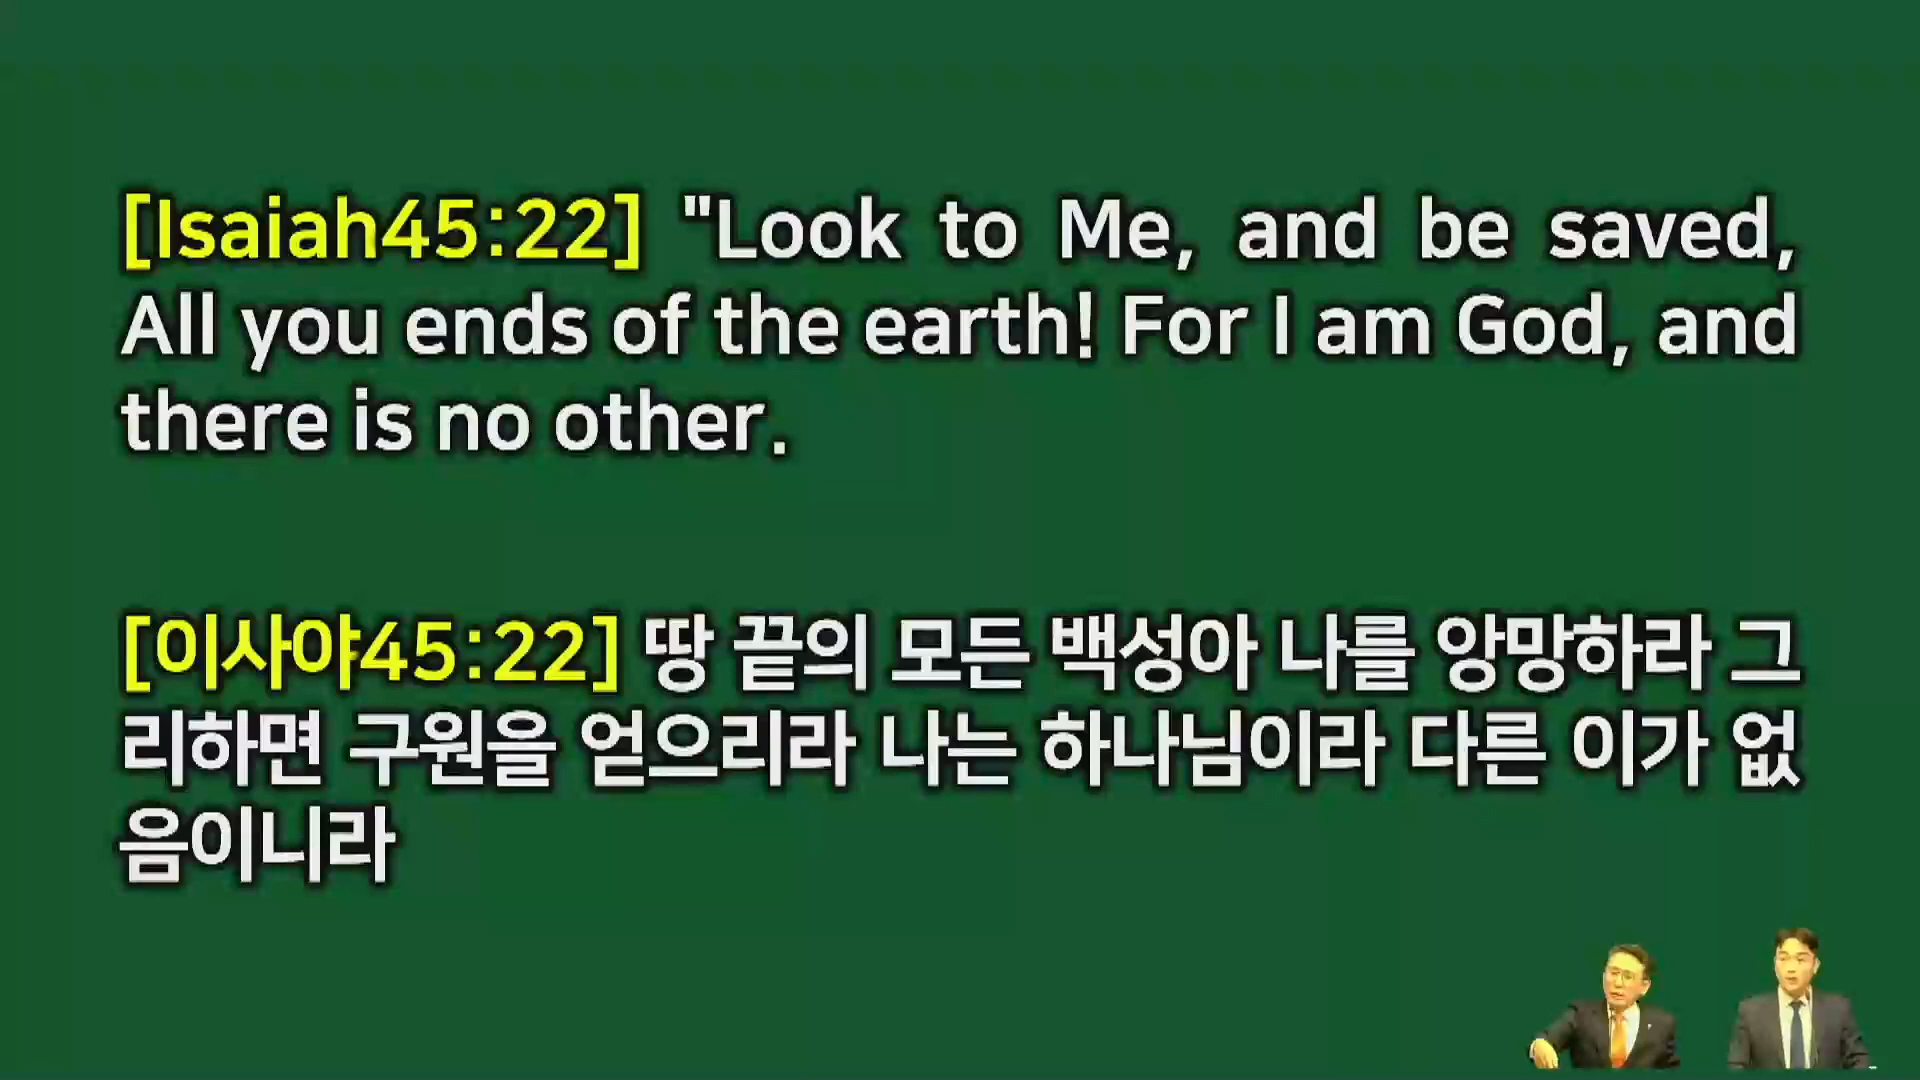 [Isaiah45:22] "Look to Me, and be saved,
All you ends of the earth! For I am God, and
there is no other.
[이사야45:22] 땅 끝의 모든 백성아 나를 앙망하라 그
리하면 구원을 얻으리라 나는 하나님이라 다른 이가 없
음이니라